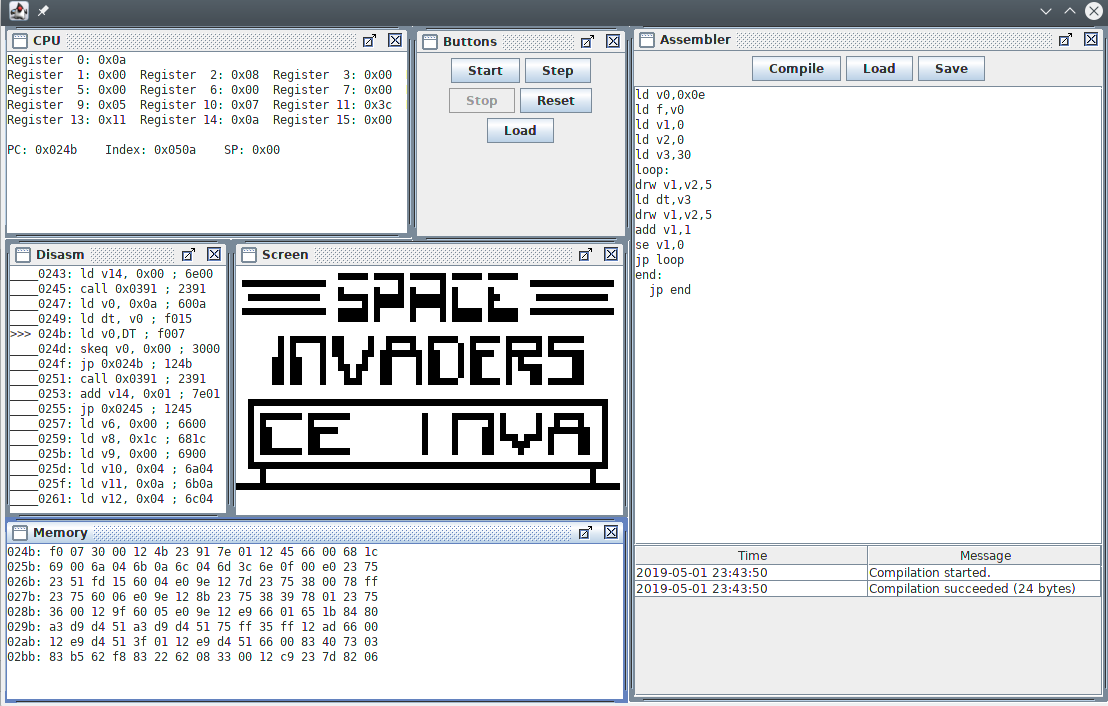 CPU
Register  0: 0x0a
Register  1: 0x00  Register  2: 0x08  Register  3: 0x00
Register  5: 0x00  Register  6: 0x00  Register  7: 0x00
Register  9: 0x05  Register 10: 0x07  Register 11: 0x3c
Register 13: 0x11  Register 14: 0x0a  Register 15: 0x00
PC: 0x024b    Index: 0x050a    SP: 0x00
Buttons
Start Step
Stop Reset
Load
Assembler
Compile Load Save
ld v0,0x0e
ld f,v0
ld v1,0
ld v2,0
ld v3,30
loop:
drw v1,v2,5
ld dt,v3
drw v1,v2,5
add v1,1
se v1,0
jp loop
end:
  jp end
Time Message
2019-05-01 23:43:50 Compilation started.
2019-05-01 23:43:50 Compilation succeeded (24 bytes)
Disasm
____0243: ld v14, 0x00 ; 6e00
____0245: call 0x0391 ; 2391
____0247: ld v0, 0x0a ; 600a
____0249: ld dt, v0 ; f015
>>> 024b: ld v0,DT ; f007
____024d: skeq v0, 0x00 ; 3000
____024f: jp 0x024b ; 124b
____0251: call 0x0391 ; 2391
____0253: add v14, 0x01 ; 7e01
____0255: jp 0x0245 ; 1245
____0257: ld v6, 0x00 ; 6600
____0259: ld v8, 0x1c ; 681c
____025b: ld v9, 0x00 ; 6900
____025d: ld v10, 0x04 ; 6a04
____025f: ld v11, 0x0a ; 6b0a
____0261: ld v12, 0x04 ; 6c04
Screen
SPACE
INVADERS
CE INVA
Memory
024b: f0 07 30 00 12 4b 23 91 7e 01 12 45 66 00 68 1c
025b: 69 00 6a 04 6b 0a 6c 04 6d 3c 6e 0f 00 e0 23 75
026b: 23 51 fd 15 60 04 e0 9e 12 7d 23 75 38 00 78 ff
027b: 23 75 60 06 e0 9e 12 8b 23 75 38 39 78 01 23 75
028b: 36 00 12 9f 60 05 e0 9e 12 e9 66 01 65 1b 84 80
029b: a3 d9 d4 51 a3 d9 d4 51 75 ff 35 ff 12 ad 66 00
02ab: 12 e9 d4 51 3f 01 12 e9 d4 51 66 00 83 40 73 03
02bb: 83 b5 62 f8 83 22 62 08 33 00 12 c9 23 7d 82 06